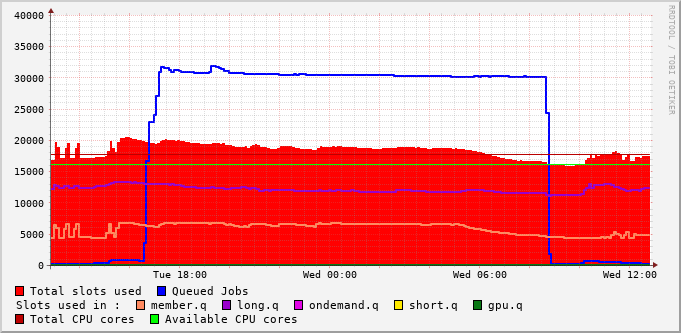 40000
35000
30000
25000
20000
15000
10000
5000
0
Tue 18:00 Wed 00:00 Wed 06:00 Wed 12:00
RRDTOOL / TOBI OETIKER
Total slots used Queued Jobs
Slots used in : member.q long.q ondemand.q short.q gpu.q
Total CPU cores Available CPU cores